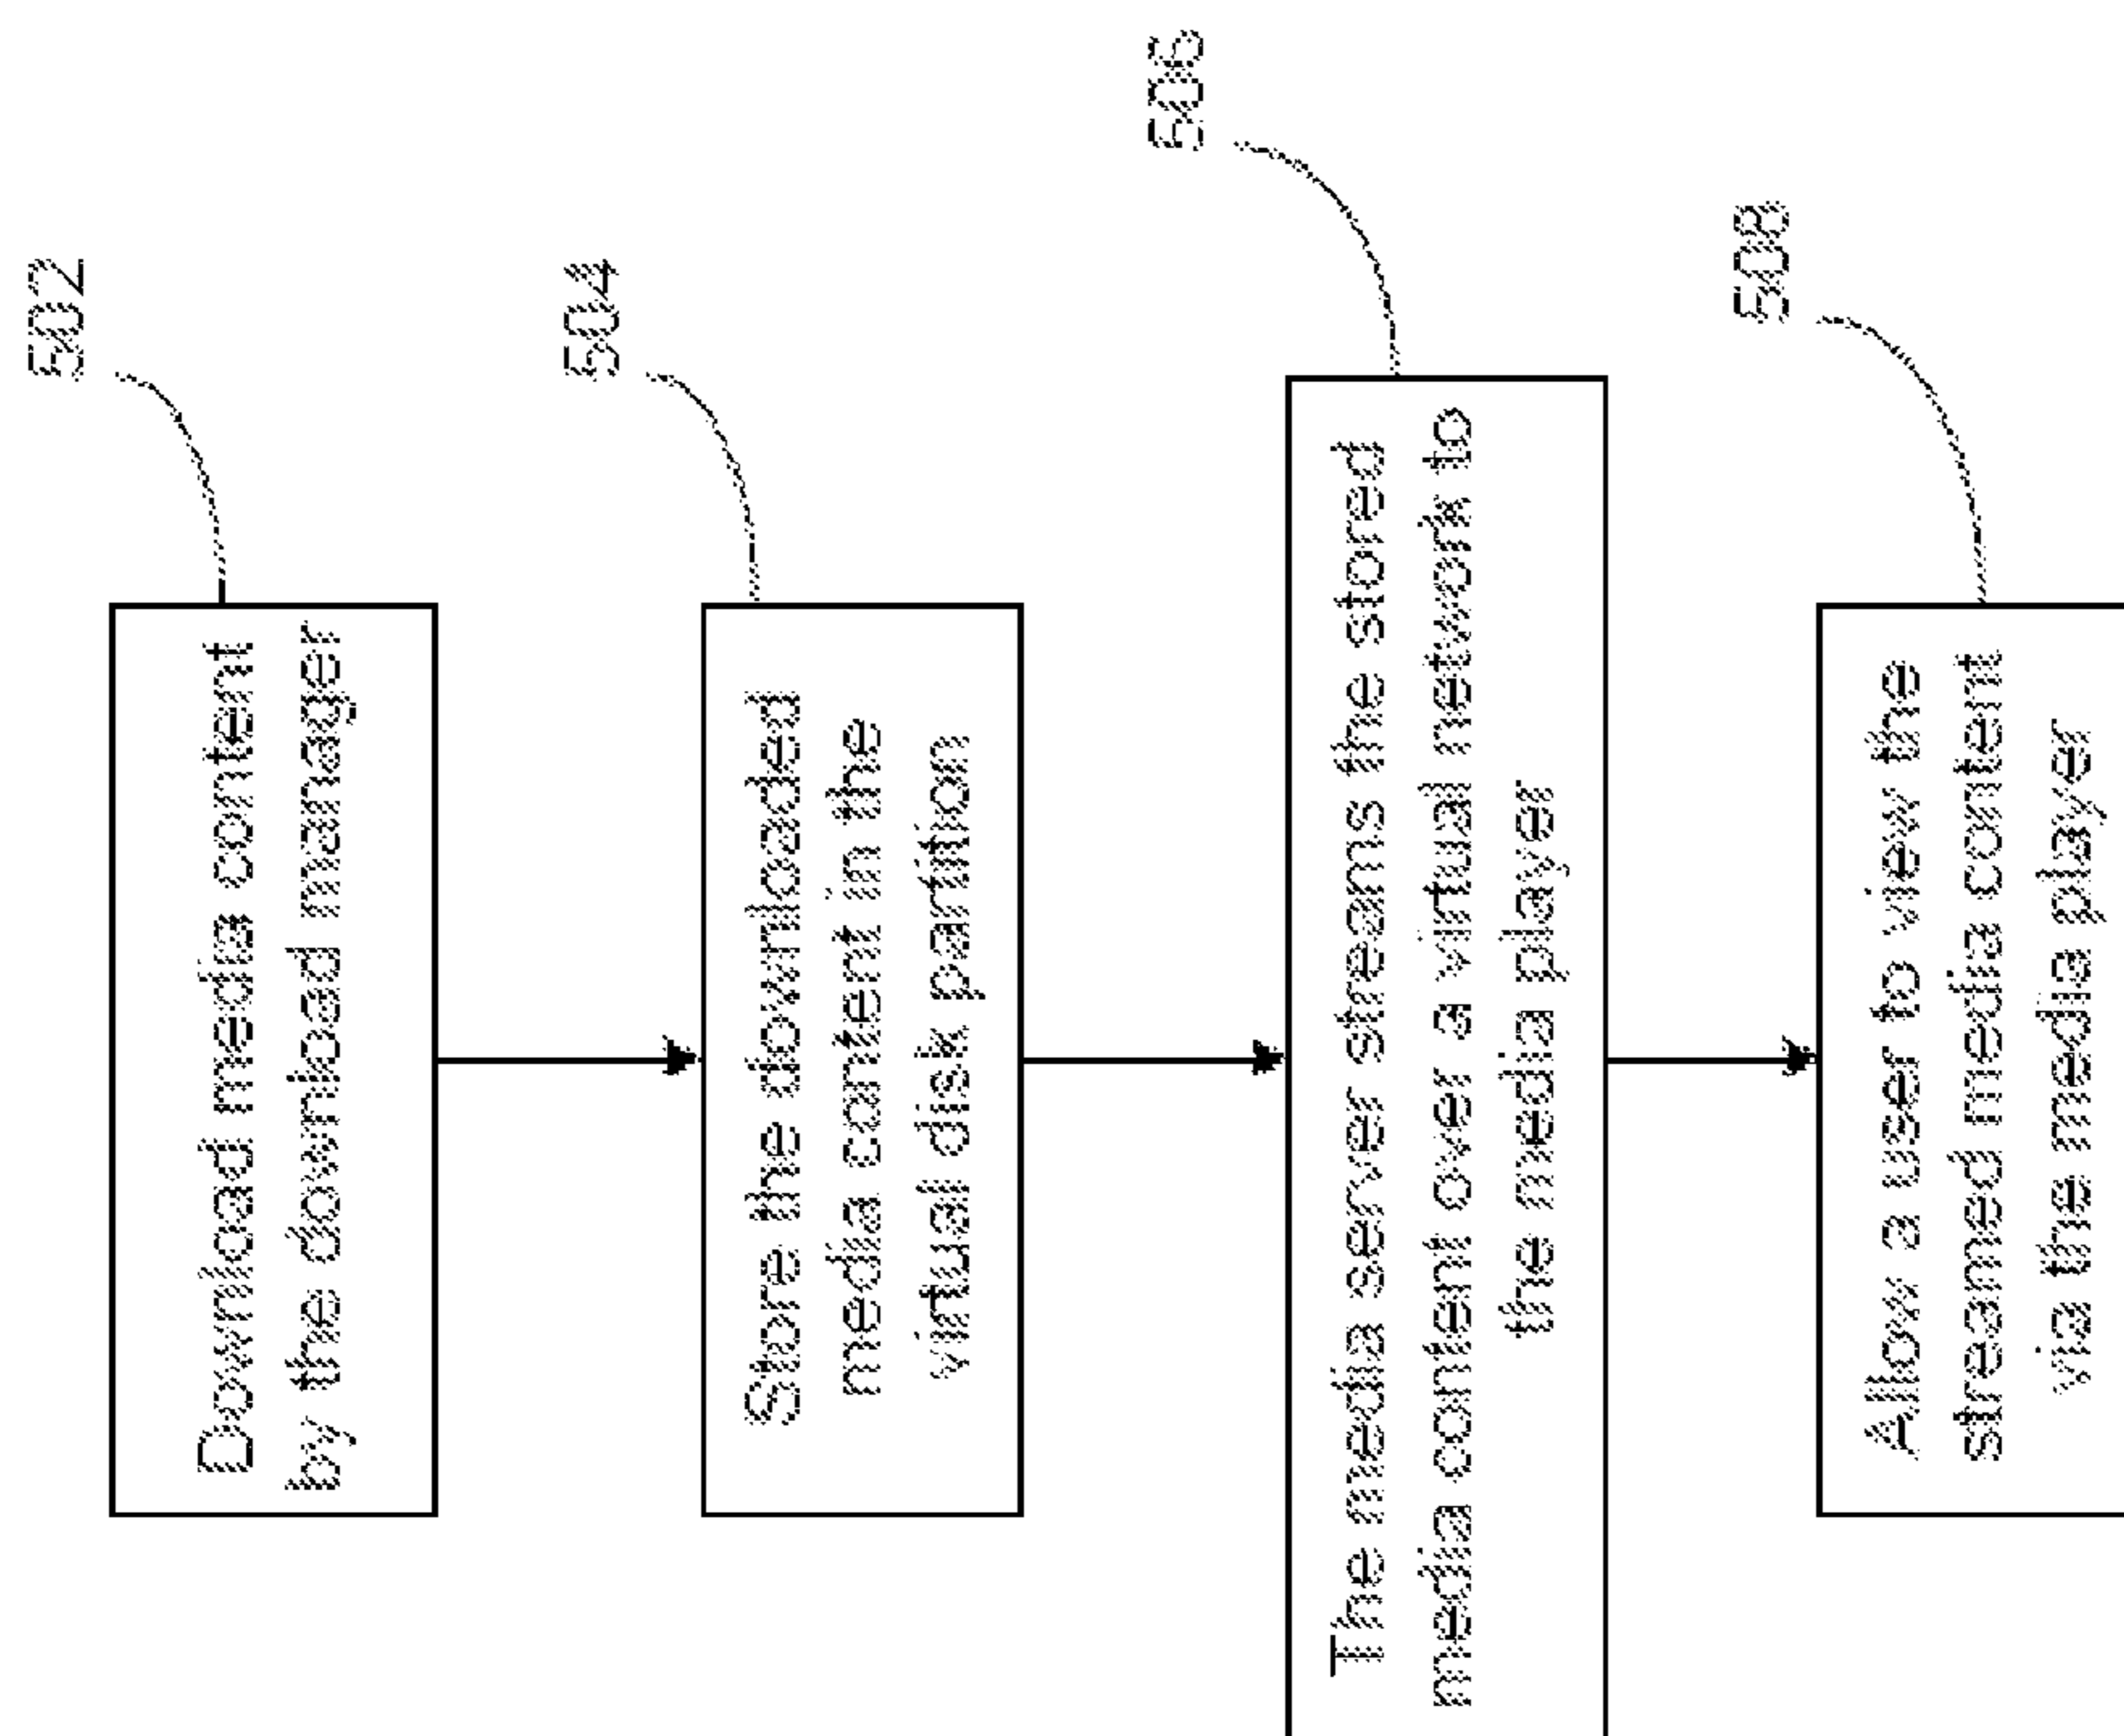 502
Download media content
by the download manager
504
Store the downloaded
media content in the
virtual disk partition
506
The media server streams the stored
media content over a virtual network to
the media player
508
Allow a user to view the
streamed media content
via the media player